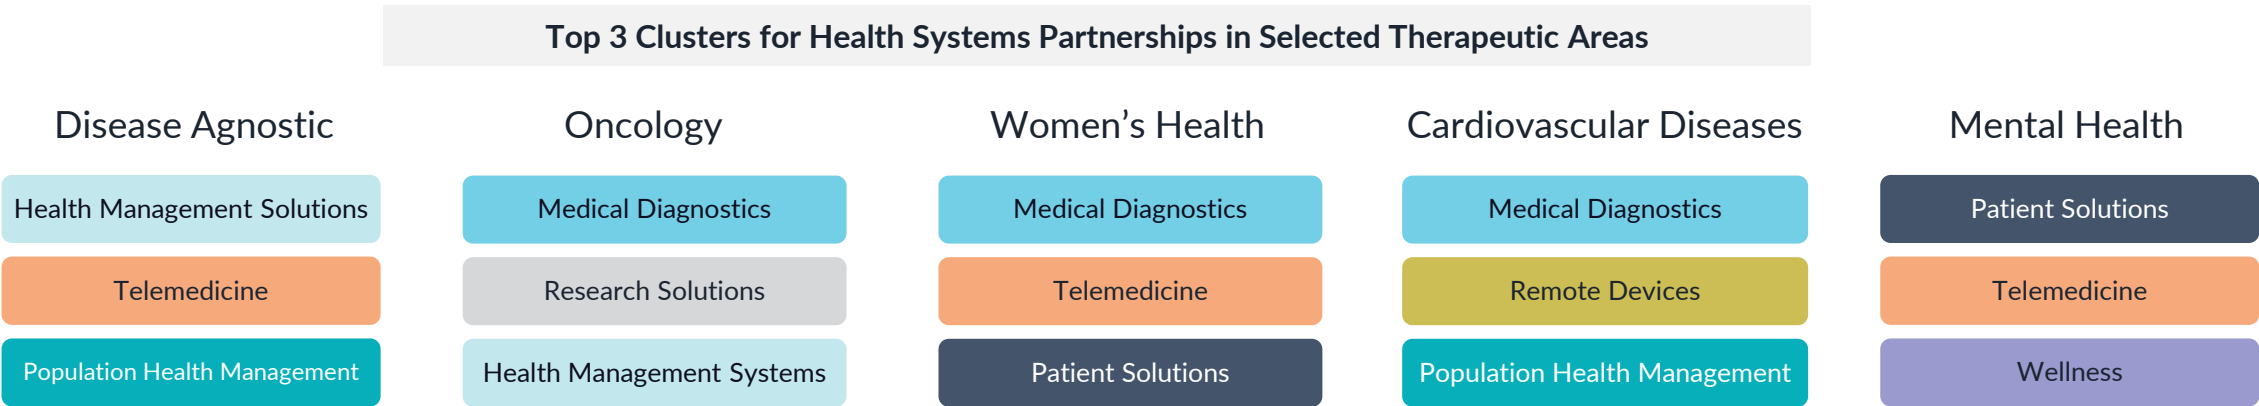 Top 3 Clusters for Health Systems Partnerships in Selected Therapeutic Areas
Disease Agnostic
Health Management Solutions
Telemedicine
Population Health Management
Oncology
Medical Diagnostics
Research Solutions
Health Management Systems
Women’s Health
Medical Diagnostics
Telemedicine
Patient Solutions
Cardiovascular Diseases
Medical Diagnostics
Remote Devices
Population Health Management
Mental Health
Patient Solutions
Telemedicine
Wellness